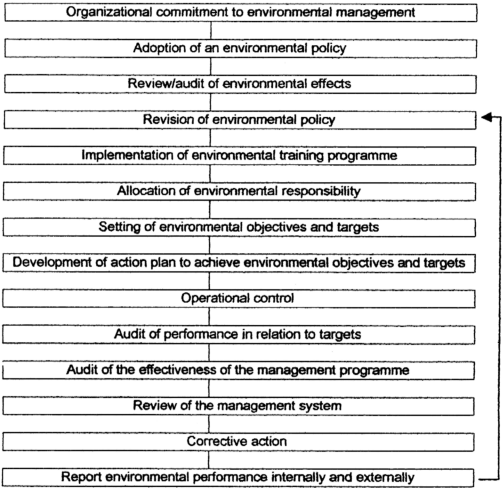 Organizational commitment to environmental management
Adoption of an environmental policy
Review/audit of environmental effects
Revision of environmental policy
Implementation of environmental training programme
Allocation of environmental responsibility
Setting of environmental objectives and targets
Development of action plan to achieve environmental objectives and targets
Operational control
Audit of performance in relation to targets
Audit of the effectiveness of the management programme
Review of the management system
Corrective action
Report environmental performance internally and externally